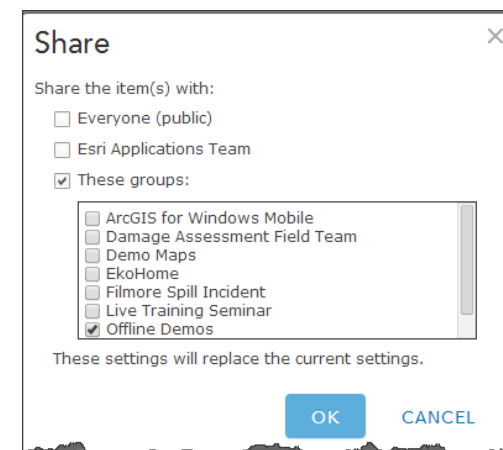 Share
Share the item(s) with:
Everyone (public)
Esri Applications Team
These groups:
ArcGIS for Windows Mobile
Damage Assessment Field Team
Demo Maps
EkoHome
Filmore Spill Incident
Live Training Seminar
Offline Demos
These settings will replace the current settings.
OK CANCEL